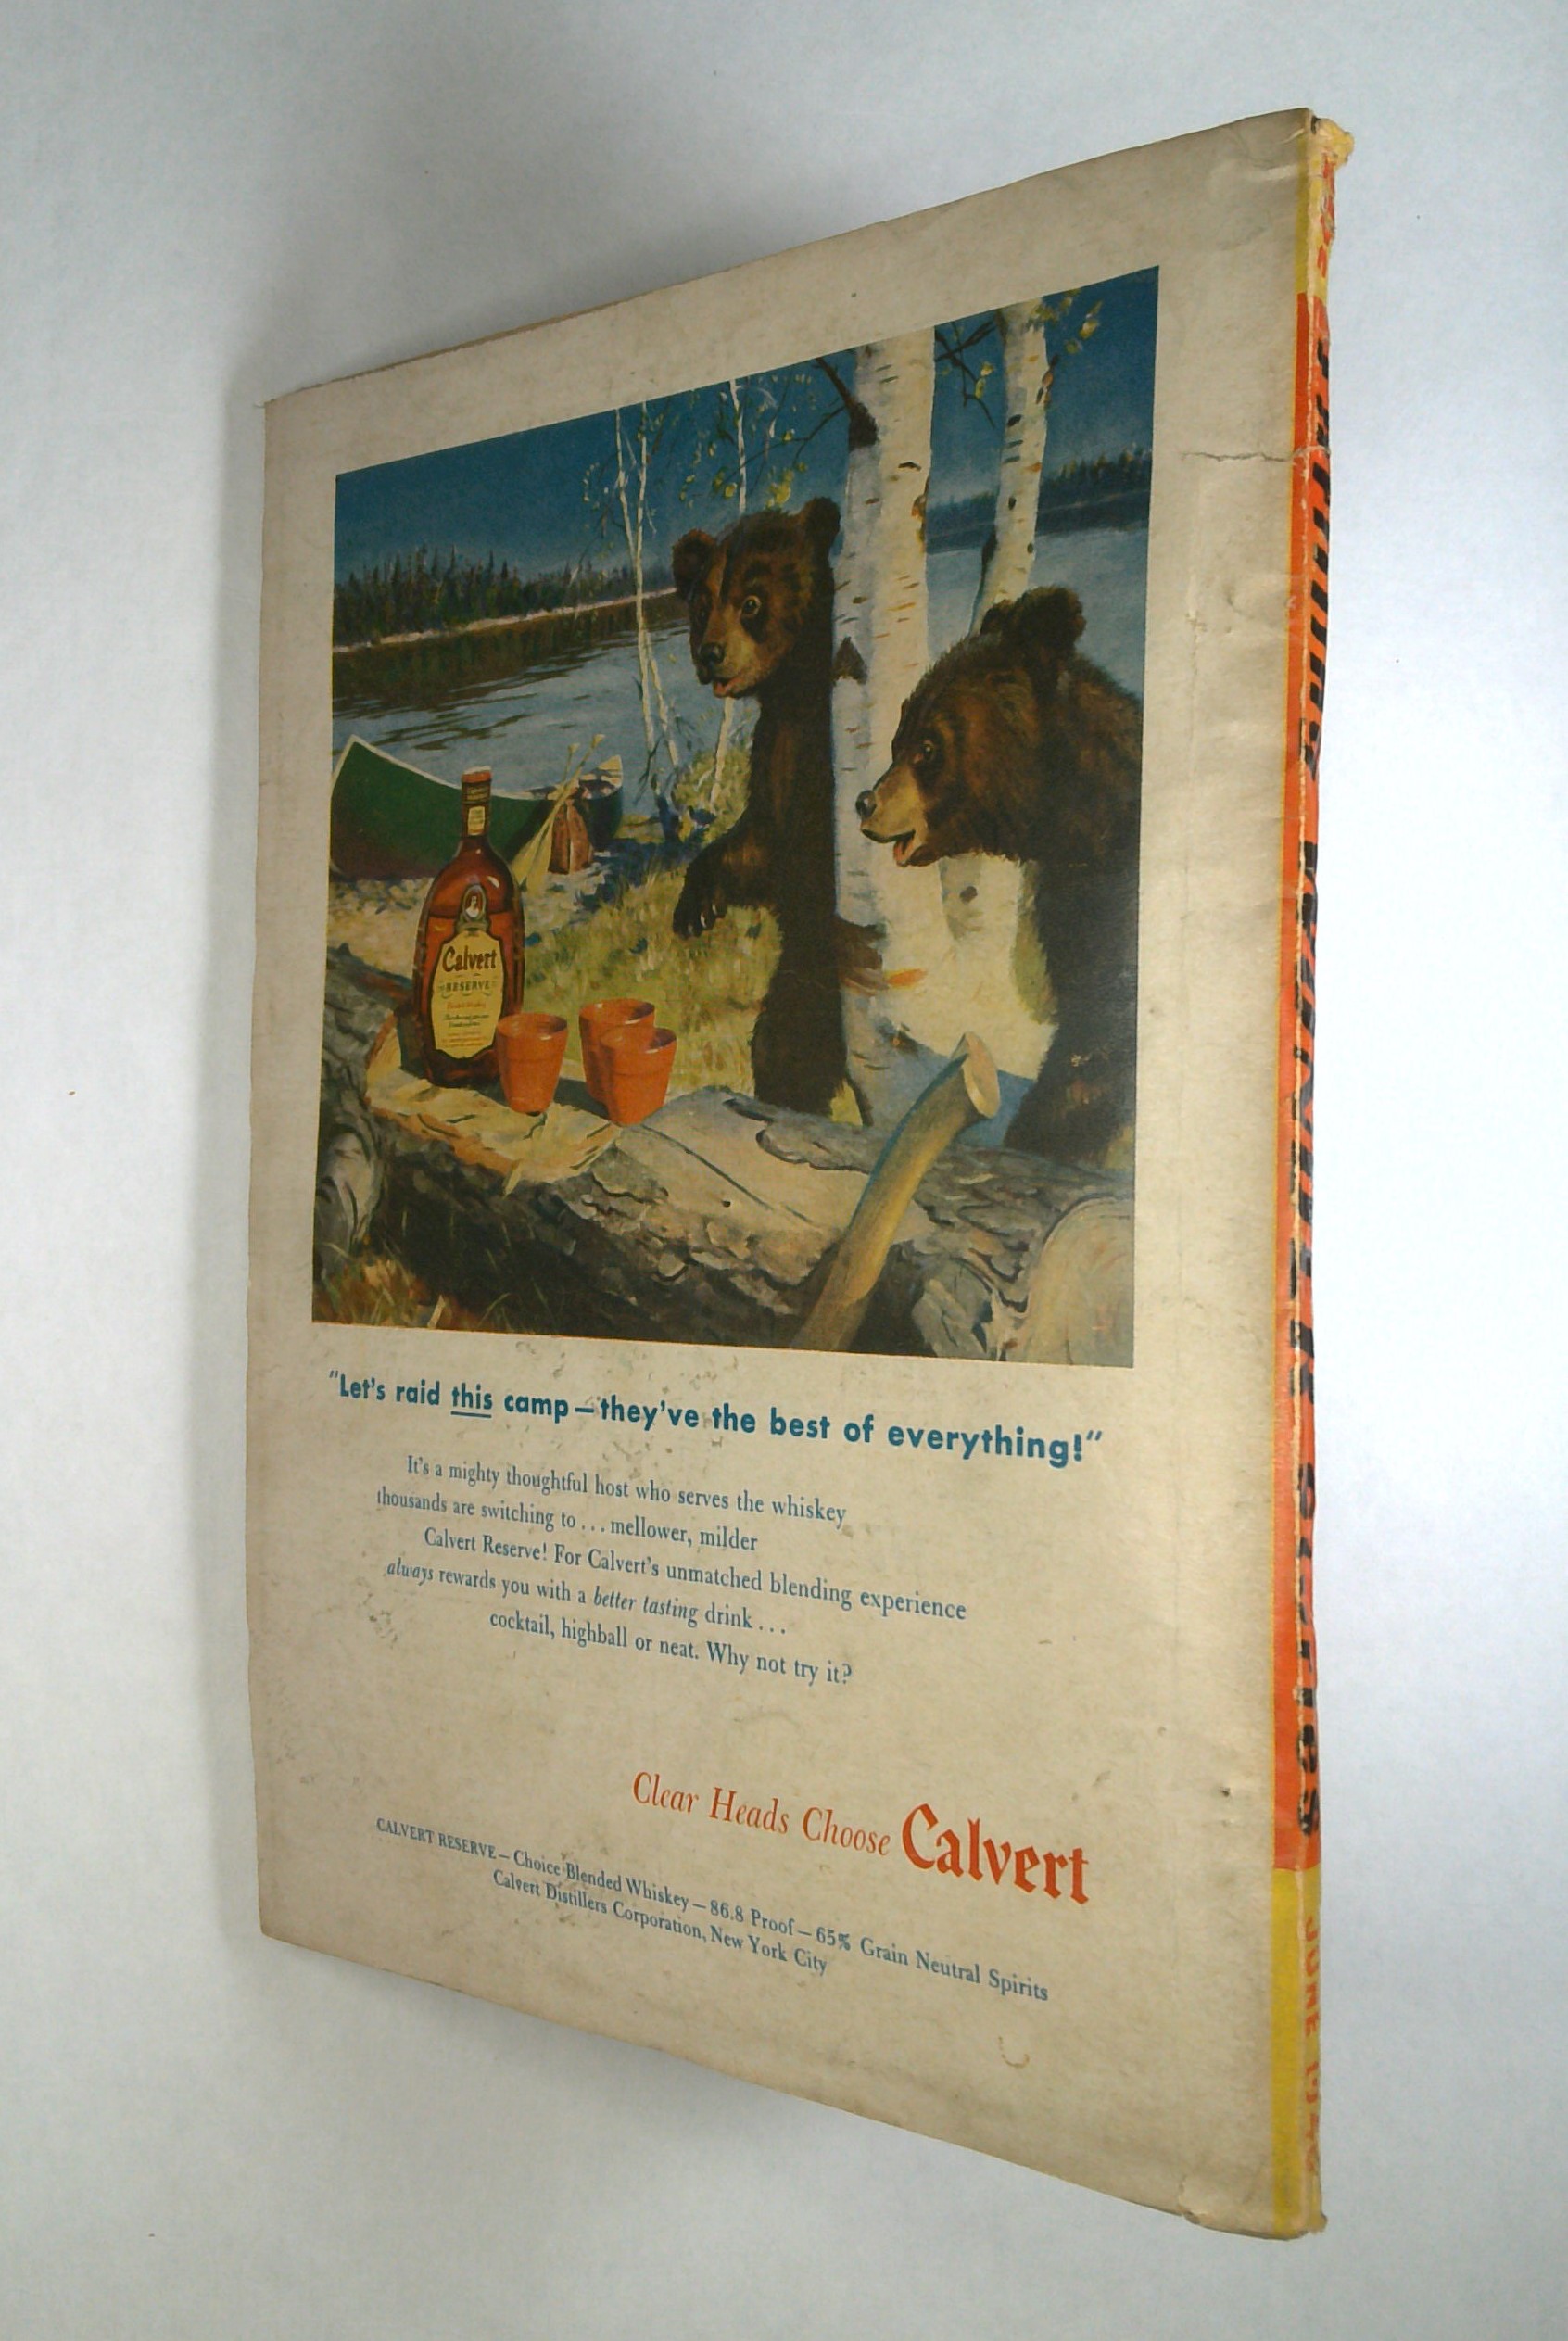 Calvert
RESERVE
"Let's raid this camp – they've the best of everything!"
It's a mighty thoughtful host who serves the whiskey
thousands are switching to . . . mellower, milder
Calvert Reserve! For Calvert's unmatched blending experience
always rewards you with a better tasting drink . . .
cocktail, highball or neat. Why not try it?
Clear Heads Choose Calvert
CALVERT RESERVE – Choice Blended Whiskey – 86.8 Proof – 65% Grain Neutral Spirits
Calvert Distillers Corporation, New York City
JUNE